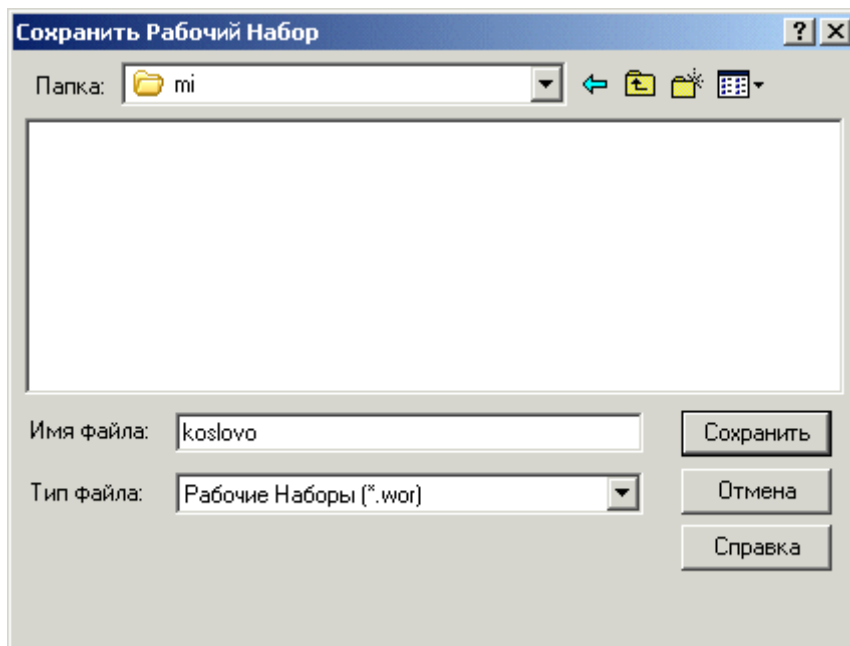 Сохранить Рабочий Набор
Папка: mi
Имя файла: koslovo Сохранить
Тип файла: Рабочие Наборы (*.wor) Отмена
Справка